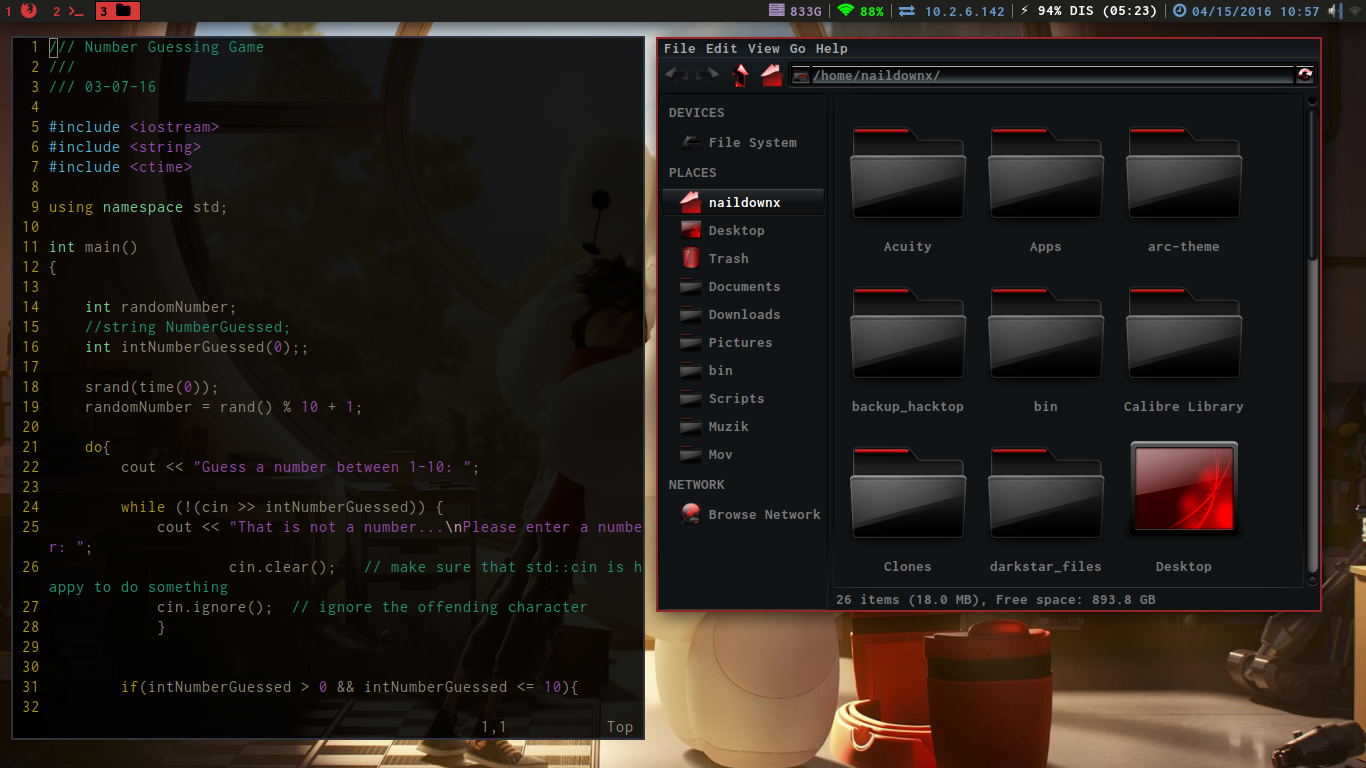 1 2 3 833G | 88% | 10.2.6.142 | 94% DIS (05:23) | 04/15/2016 10:57
1 /// Number Guessing Game
2 ///
3 /// 03-07-16
4
5 #include <iostream>
6 #include <string>
7 #include <ctime>
8
9 using namespace std;
10
11 int main()
12 {
13
14 int randomNumber;
15 //string NumberGuessed;
16 int intNumberGuessed(0);;
17
18 srand(time(0));
19 randomNumber = rand() % 10 + 1;
20
21 do{
22 cout << "Guess a number between 1-10: ";
23
24 while (!(cin >> intNumberGuessed)) {
25 cout << "That is not a number...\nPlease enter a numbe
r: ";
26 cin.clear(); // make sure that std::cin is h
appy to do something
27 cin.ignore(); // ignore the offending character
28 }
29
30
31 if(intNumberGuessed > 0 && intNumberGuessed <= 10){
32
1,1 Top
File Edit View Go Help
/home/naildownx/
DEVICES
File System
PLACES
naildownx
Desktop
Trash
Documents
Downloads
Pictures
bin
Scripts
Muzik
Mov
NETWORK
Browse Network
Acuity Apps arc-theme
backup_hacktop bin Calibre Library
Clones darkstar_files Desktop
26 items (18.0 MB), Free space: 893.8 GB